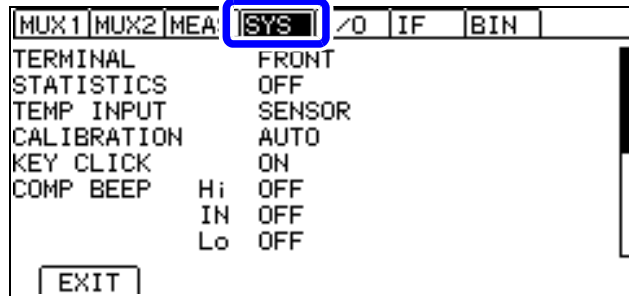 MUX1 MUX2 MEA SYS /O IF BIN
TERMINAL FRONT
STATISTICS OFF
TEMP INPUT SENSOR
CALIBRATION AUTO
KEY CLICK ON
COMP BEEP Hi OFF
IN OFF
Lo OFF
EXIT